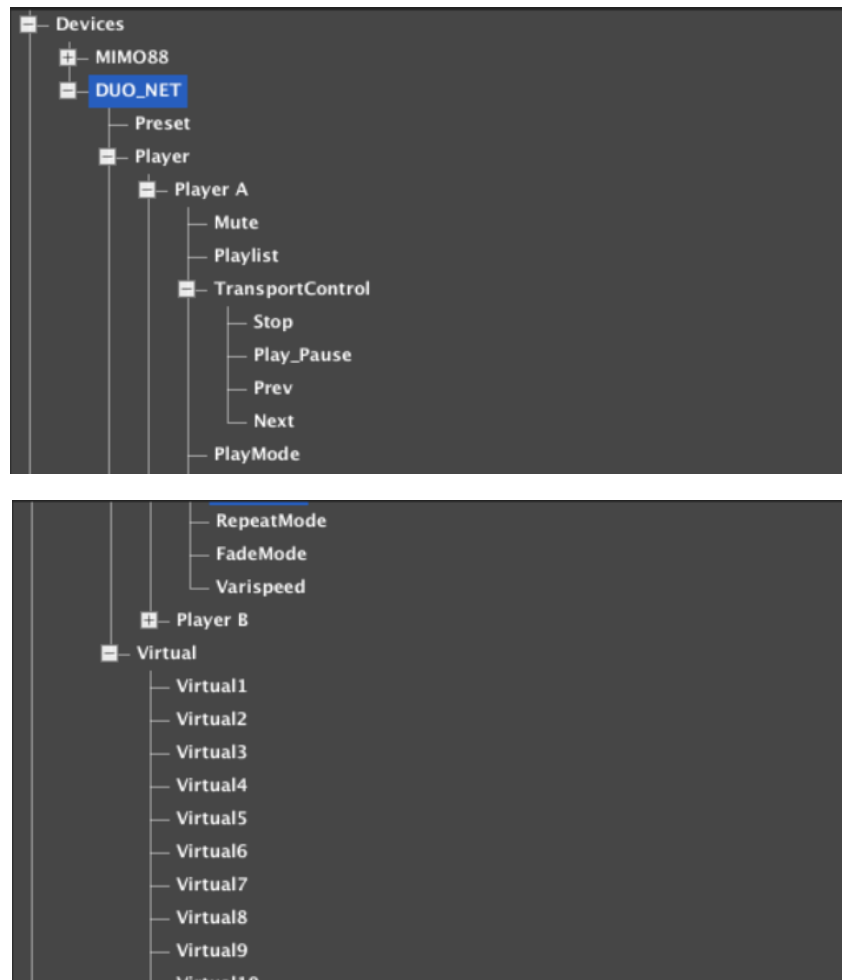 Devices
MIMO88
DUO_NET
Preset
Player
Player A
Mute
Playlist
TransportControl
Stop
Play_Pause
Prev
Next
PlayMode
RepeatMode
FadeMode
Varispeed
Player B
Virtual
Virtual1
Virtual2
Virtual3
Virtual4
Virtual5
Virtual6
Virtual7
Virtual8
Virtual9
Virtual10